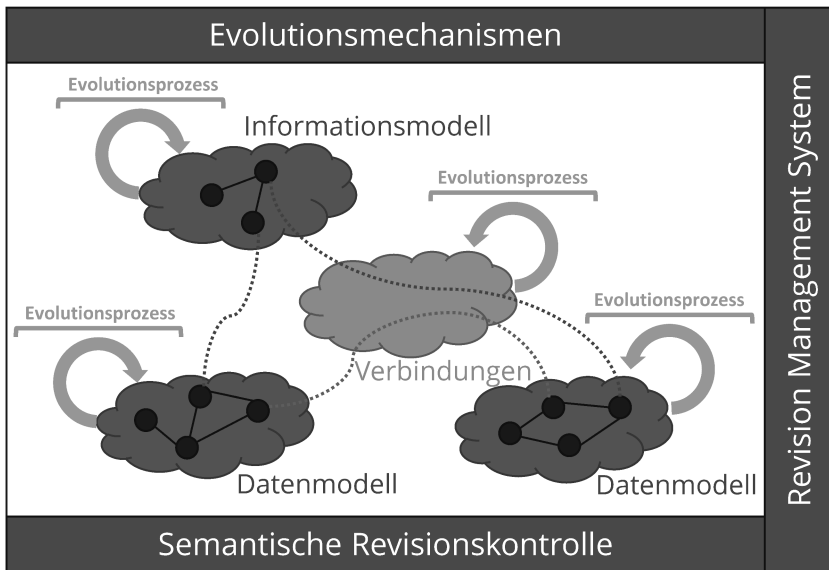 Evolutionsmechanismen
Evolutionsprozess
Informationsmodell
Evolutionsprozess
Evolutionsprozess
Evolutionsprozess
Verbindungen
Datenmodell
Datenmodell
Semantische Revisionskontrolle
Revision Management System